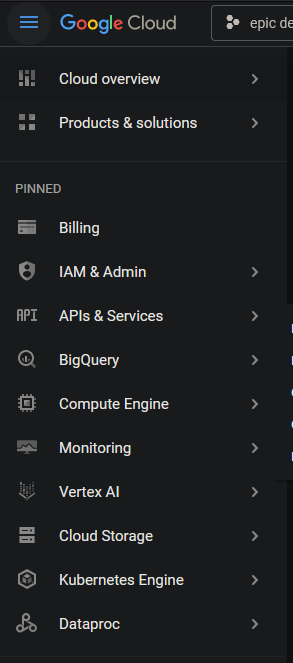 Google Cloud
epic de
Cloud overview
Products & solutions
PINNED
Billing
IAM & Admin
API
APIs & Services
BigQuery
Compute Engine
Monitoring
Vertex AI
Cloud Storage
Kubernetes Engine
Dataproc